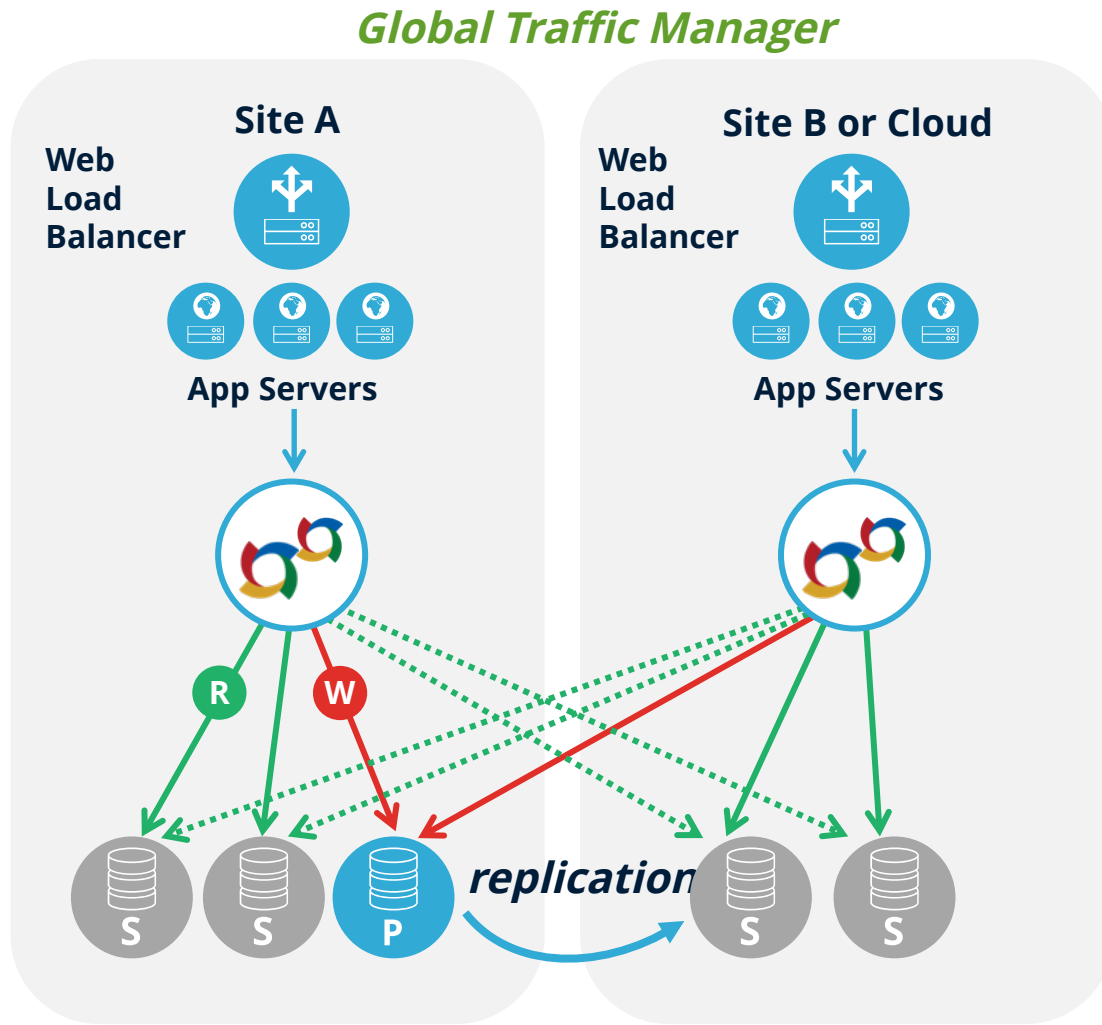 Global Traffic Manager
Site A
Web
Load
Balancer
App Servers
Site B or Cloud
Web
Load
Balancer
App Servers
R
W
replication
S
S
P
S
S